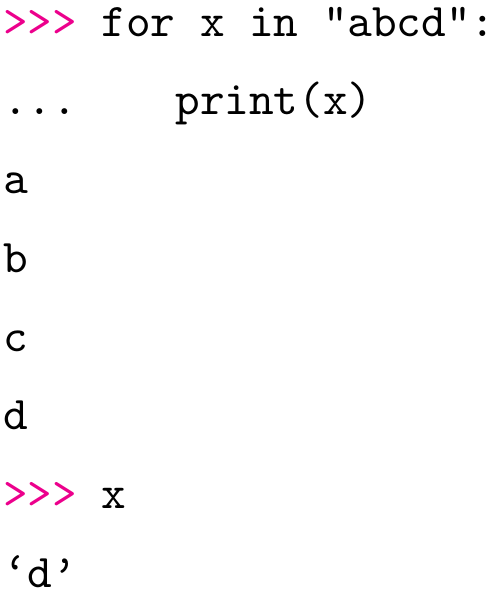 >>> for x in "abcd":
...    print(x)
a
b
c
d
>>> x
‘d’